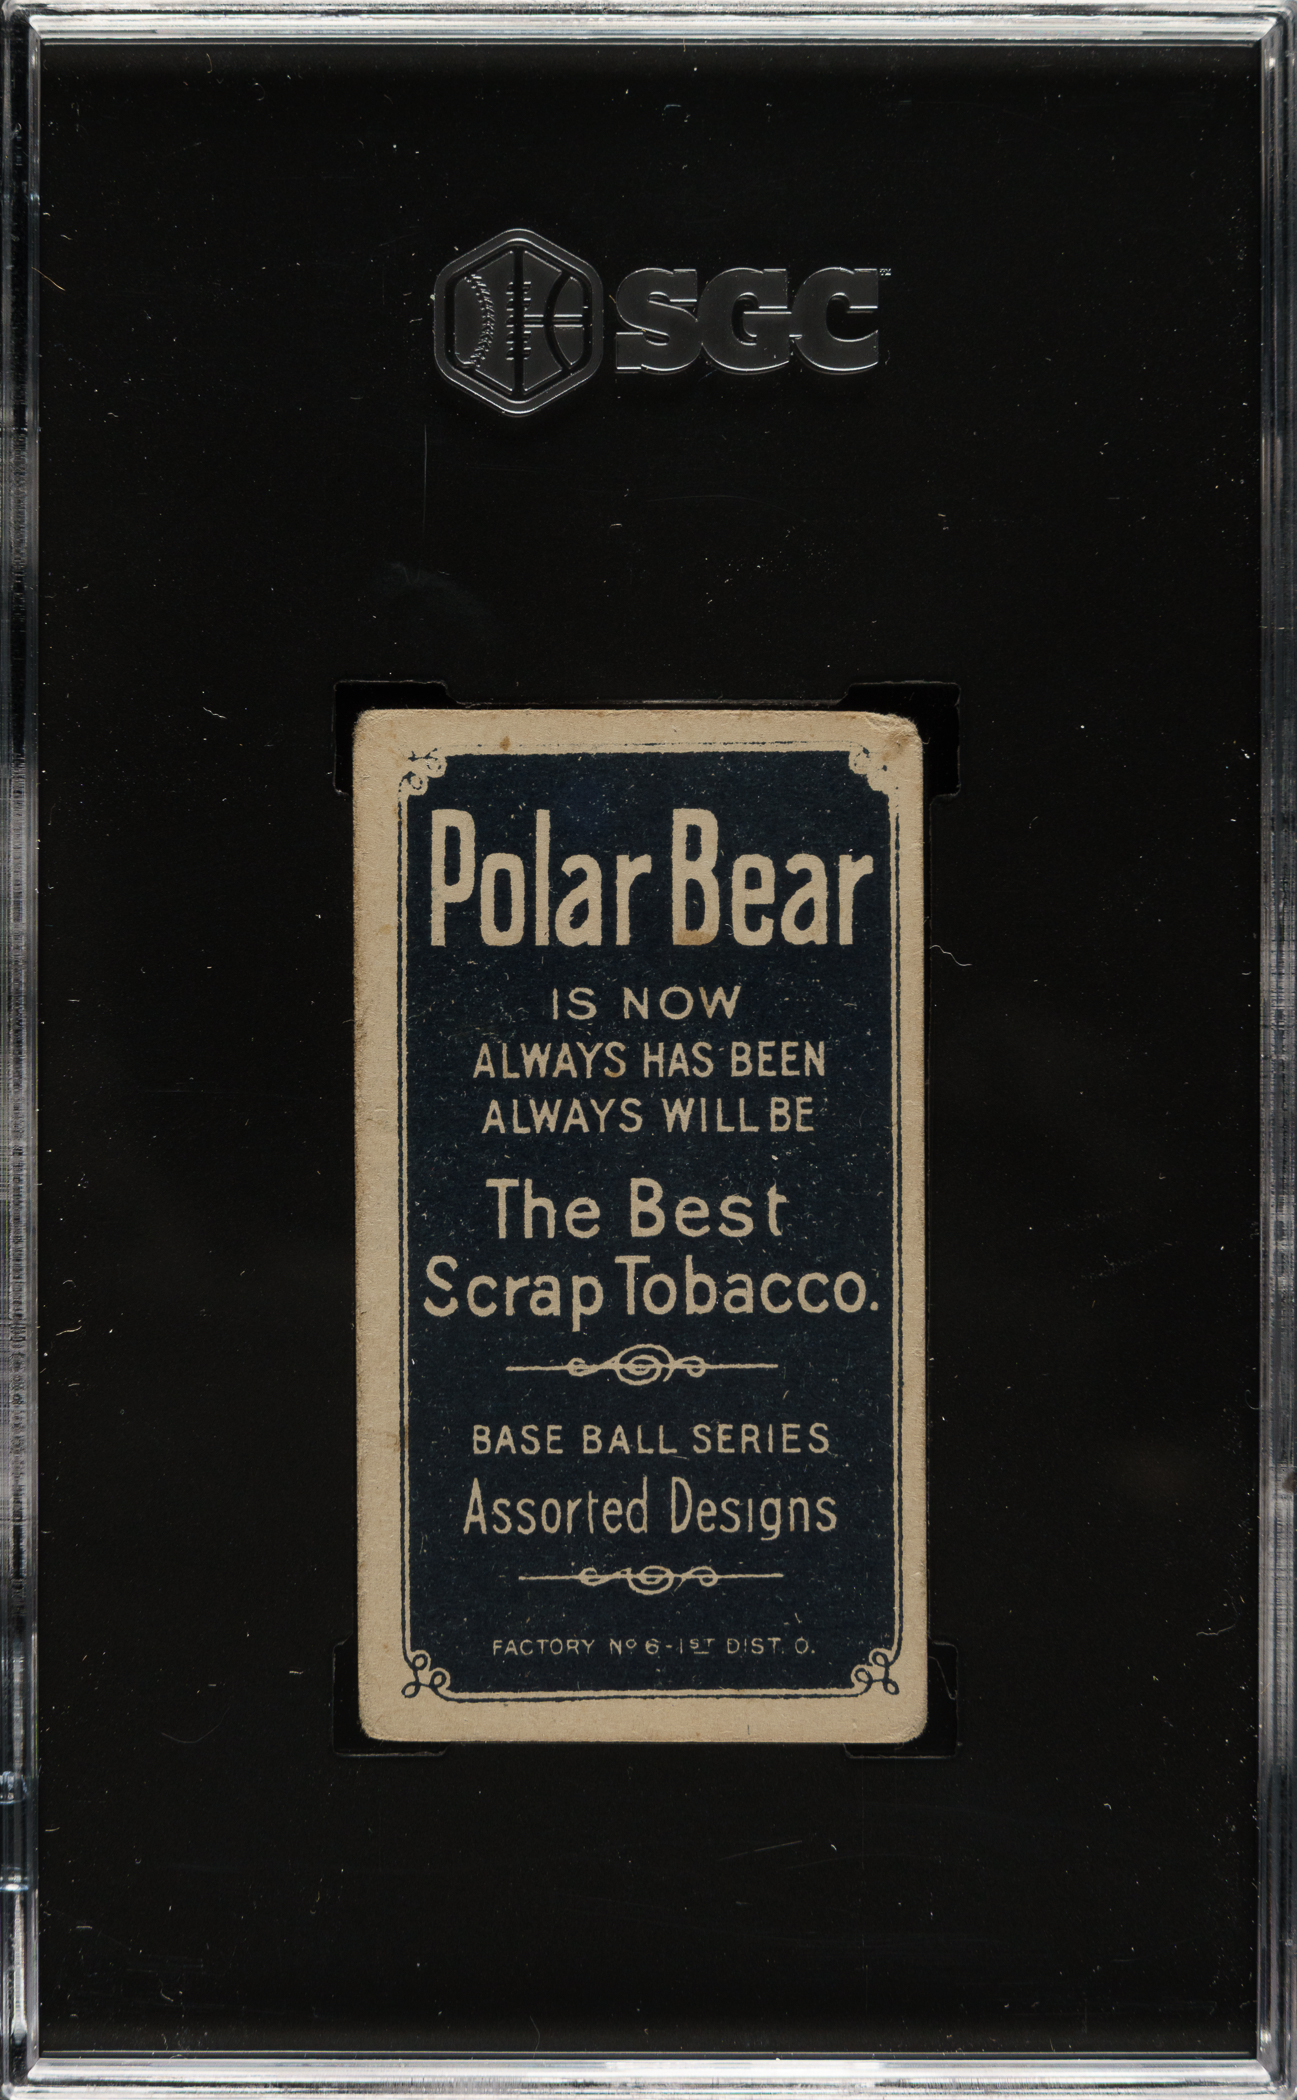 SGC™
Polar Bear
IS NOW
ALWAYS HAS BEEN
ALWAYS WILL BE
The Best
Scrap Tobacco.
BASE BALL SERIES
Assorted Designs
FACTORY Nº 6-1ST DIST. O.